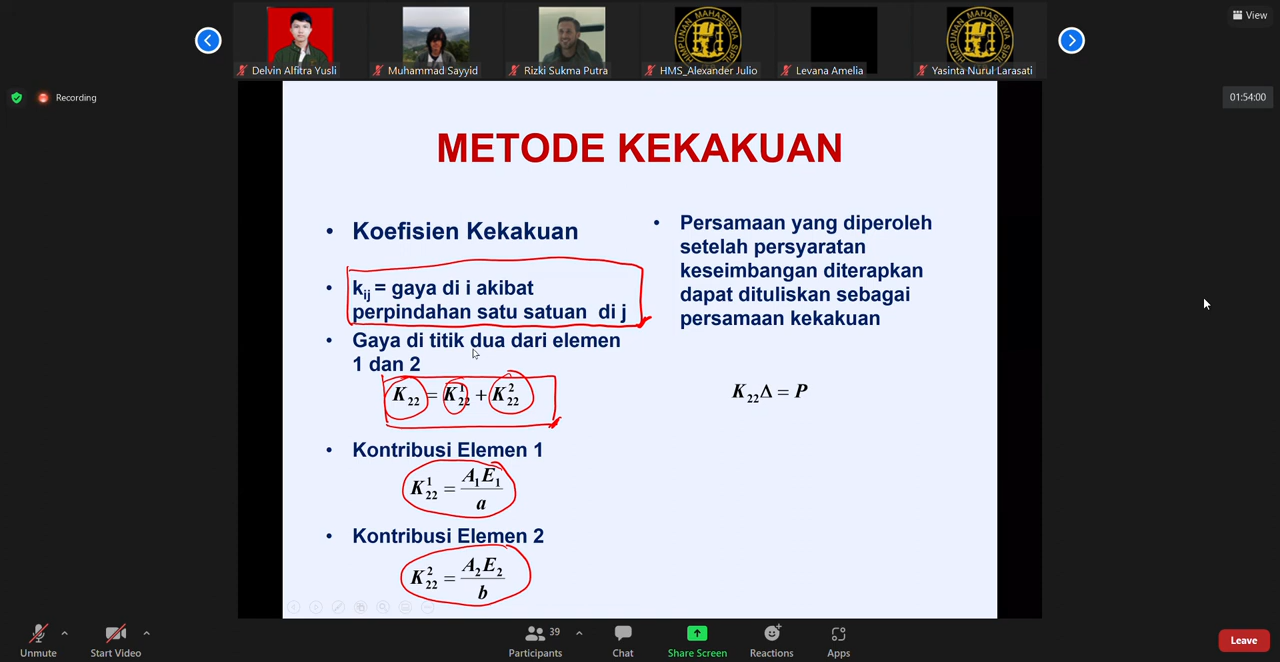 View
Delvin Alfitra Yusli
Muhammad Sayyid
Rizki Sukma Putra
HMS_Alexander Julio
Levana Amelia
Yasinta Nurul Larasati
Recording
01:54:00
METODE KEKAKUAN
• Koefisien Kekakuan
• kij = gaya di i akibat
perpindahan satu satuan di j
• Gaya di titik dua dari elemen
1 dan 2
K₂₂ = K¹₂₂ + K²₂₂
• Kontribusi Elemen 1
K¹₂₂ = A₁E₁ / a
• Kontribusi Elemen 2
K²₂₂ = A₂E₂ / b
• Persamaan yang diperoleh
setelah persyaratan
keseimbangan diterapkan
dapat dituliskan sebagai
persamaan kekakuan
K₂₂Δ = P
Unmute
Start Video
39
Participants
Chat
Share Screen
Reactions
Apps
Leave